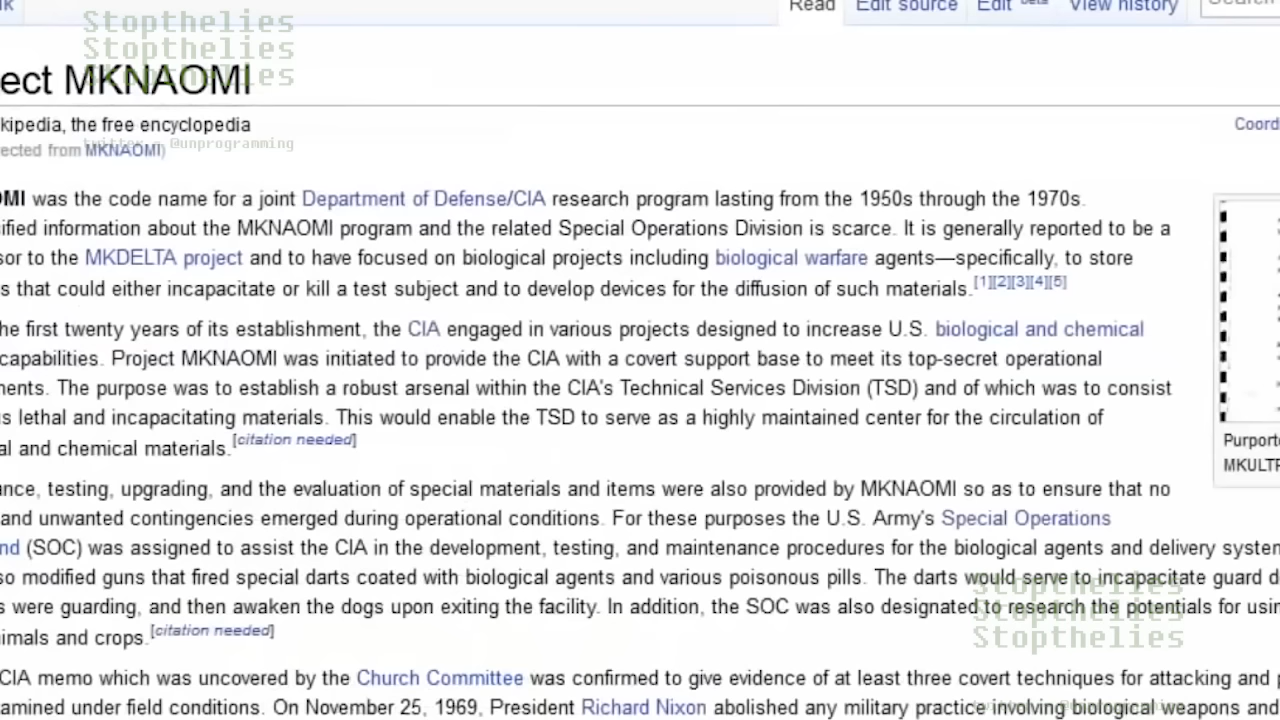 Read Edit source Edit beta View history
Stopthelies
Stopthelies
Stopthelies
ect MKNAOMI
kipedia, the free encyclopedia
Coord
twitter - @unprogramming
ected from MKNAOMI)
OMI was the code name for a joint Department of Defense/CIA research program lasting from the 1950s through the 1970s.
ified information about the MKNAOMI program and the related Special Operations Division is scarce. It is generally reported to be a
sor to the MKDELTA project and to have focused on biological projects including biological warfare agents—specifically, to store
s that could either incapacitate or kill a test subject and to develop devices for the diffusion of such materials.[1][2][3][4][5]
he first twenty years of its establishment, the CIA engaged in various projects designed to increase U.S. biological and chemical
capabilities. Project MKNAOMI was initiated to provide the CIA with a covert support base to meet its top-secret operational
nents. The purpose was to establish a robust arsenal within the CIA's Technical Services Division (TSD) and of which was to consist
is lethal and incapacitating materials. This would enable the TSD to serve as a highly maintained center for the circulation of
al and chemical materials.[citation needed]
Purporte
MKULTR
ance, testing, upgrading, and the evaluation of special materials and items were also provided by MKNAOMI so as to ensure that no
and unwanted contingencies emerged during operational conditions. For these purposes the U.S. Army's Special Operations
nd (SOC) was assigned to assist the CIA in the development, testing, and maintenance procedures for the biological agents and delivery system
so modified guns that fired special darts coated with biological agents and various poisonous pills. The darts would serve to incapacitate guard d
s were guarding, and then awaken the dogs upon exiting the facility. In addition, the SOC was also designated to research the potentials for usin
imals and crops.[citation needed]
Stopthelies
Stopthelies
Stopthelies
CIA memo which was uncovered by the Church Committee was confirmed to give evidence of at least three covert techniques for attacking and p
amined under field conditions. On November 25, 1969, President Richard Nixon abolished any military practice involving biological weapons and